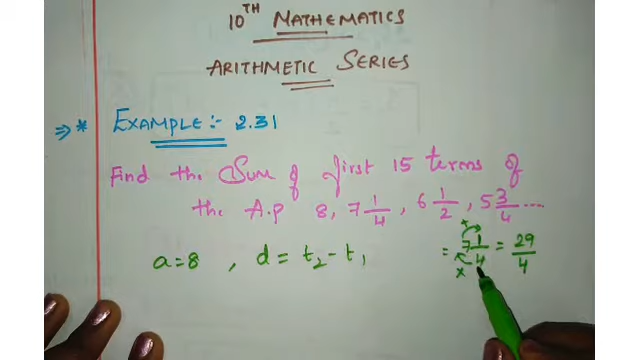 10TH MATHEMATICS
ARITHMETIC SERIES
⇒ * EXAMPLE:- 2.31
Find the Sum of first 15 terms of
the A.P 8, 7 1/4, 6 1/2, 5 3/4 ....
a = 8, d = t₂ - t₁
= 7 1/4 = 29/4
+
×